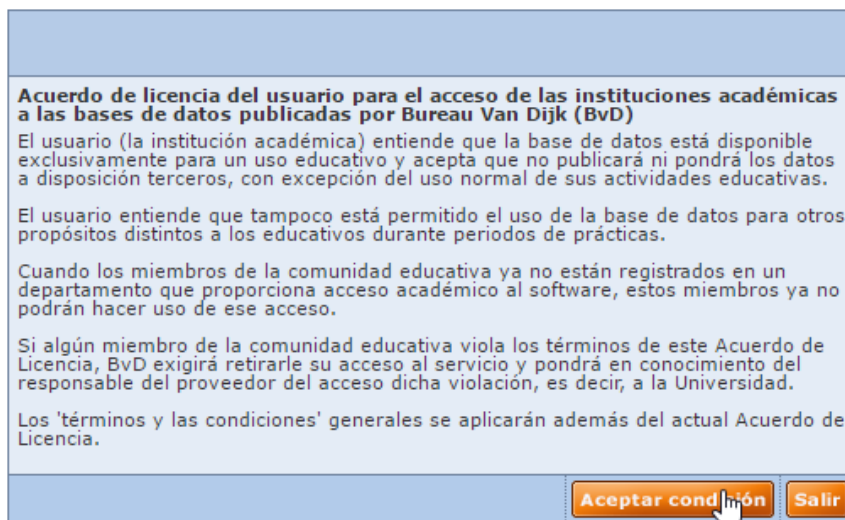 Acuerdo de licencia del usuario para el acceso de las instituciones académicas
a las bases de datos publicadas por Bureau Van Dijk (BvD)
El usuario (la institución académica) entiende que la base de datos está disponible
exclusivamente para un uso educativo y acepta que no publicará ni pondrá los datos
a disposición terceros, con excepción del uso normal de sus actividades educativas.
El usuario entiende que tampoco está permitido el uso de la base de datos para otros
propósitos distintos a los educativos durante periodos de prácticas.
Cuando los miembros de la comunidad educativa ya no están registrados en un
departamento que proporciona acceso académico al software, estos miembros ya no
podrán hacer uso de ese acceso.
Si algún miembro de la comunidad educativa viola los términos de este Acuerdo de
Licencia, BvD exigirá retirarle su acceso al servicio y pondrá en conocimiento del
responsable del proveedor del acceso dicha violación, es decir, a la Universidad.
Los 'términos y las condiciones' generales se aplicarán además del actual Acuerdo de
Licencia.
Aceptar condición Salir